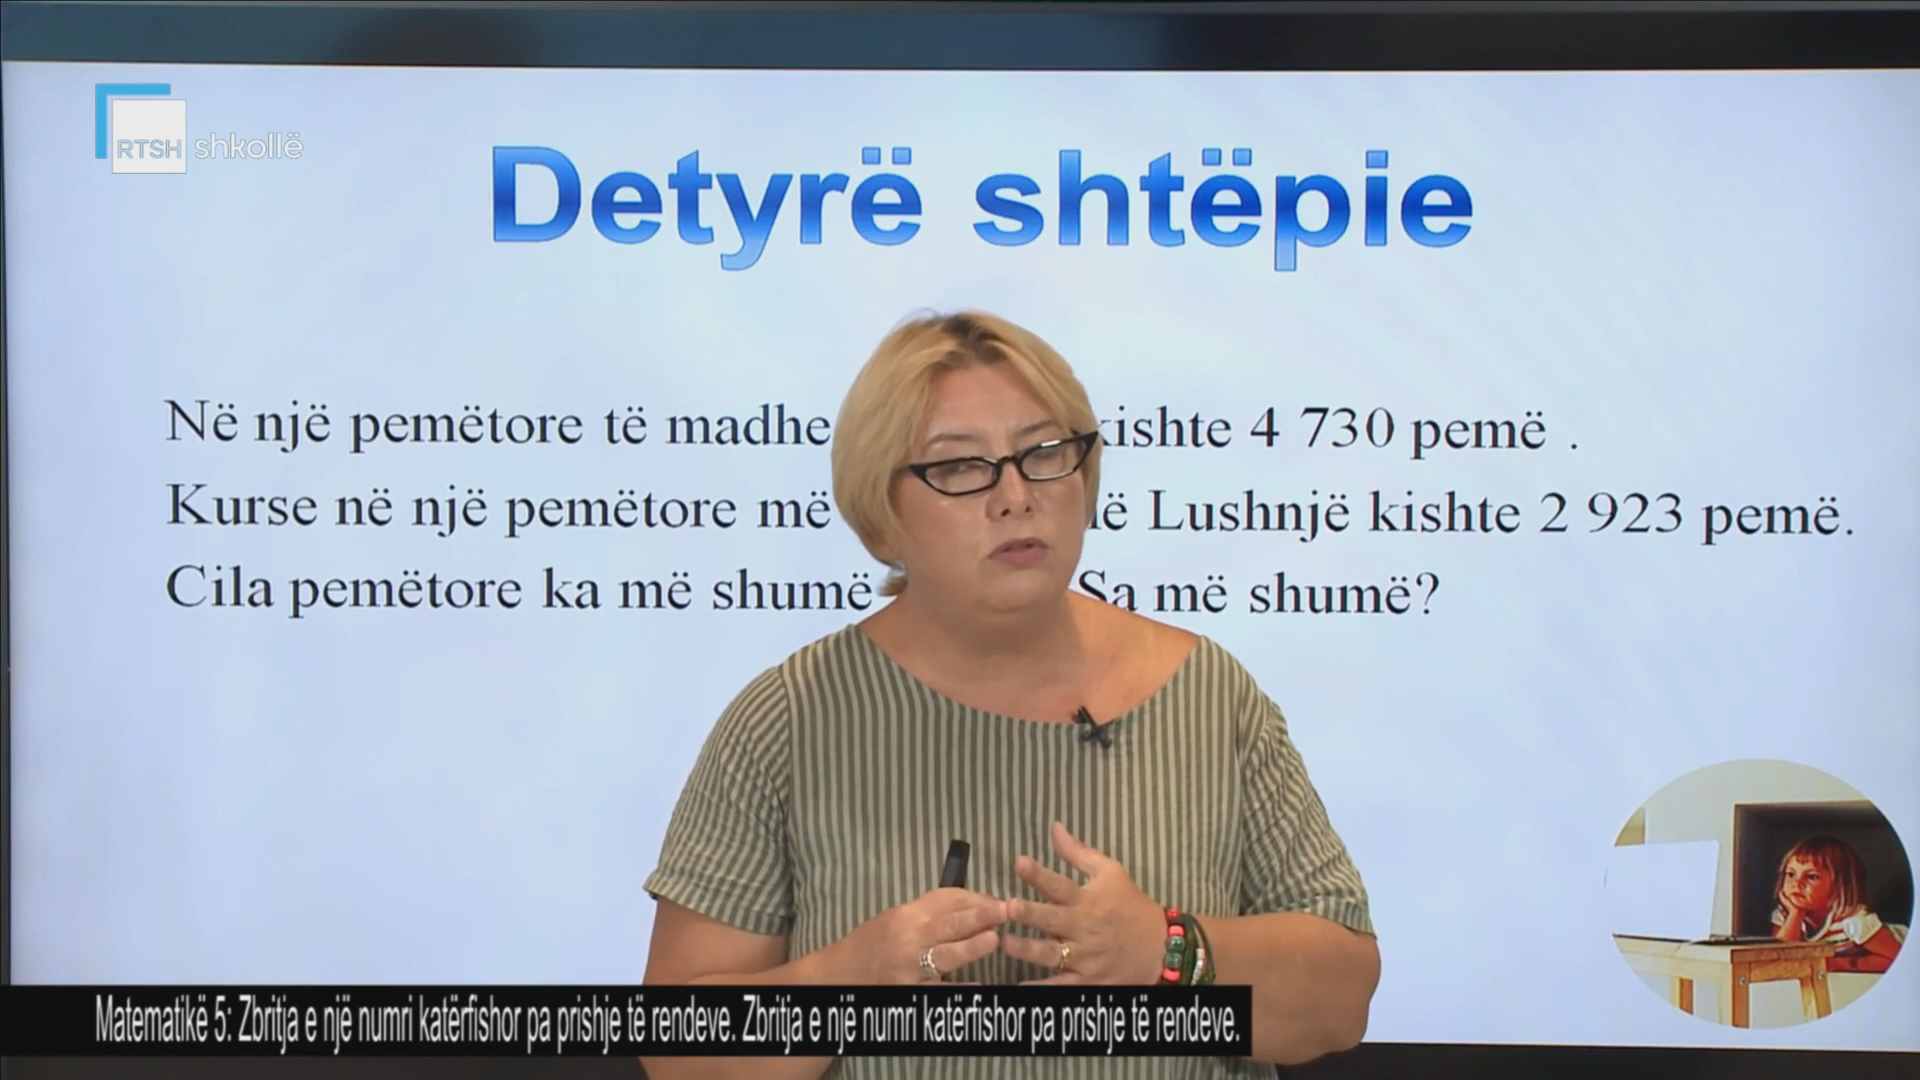 RTSH shkollë
Detyrë shtëpie
Në një pemëtore të madhe kishte 4 730 pemë .
Kurse në një pemëtore më Lushnjë kishte 2 923 pemë.
Cila pemëtore ka më shumë Sa më shumë?
Matematikë 5: Zbritja e një numri katërfishor pa prishje të rendeve. Zbritja e një numri katërfishor pa prishje të rendeve.